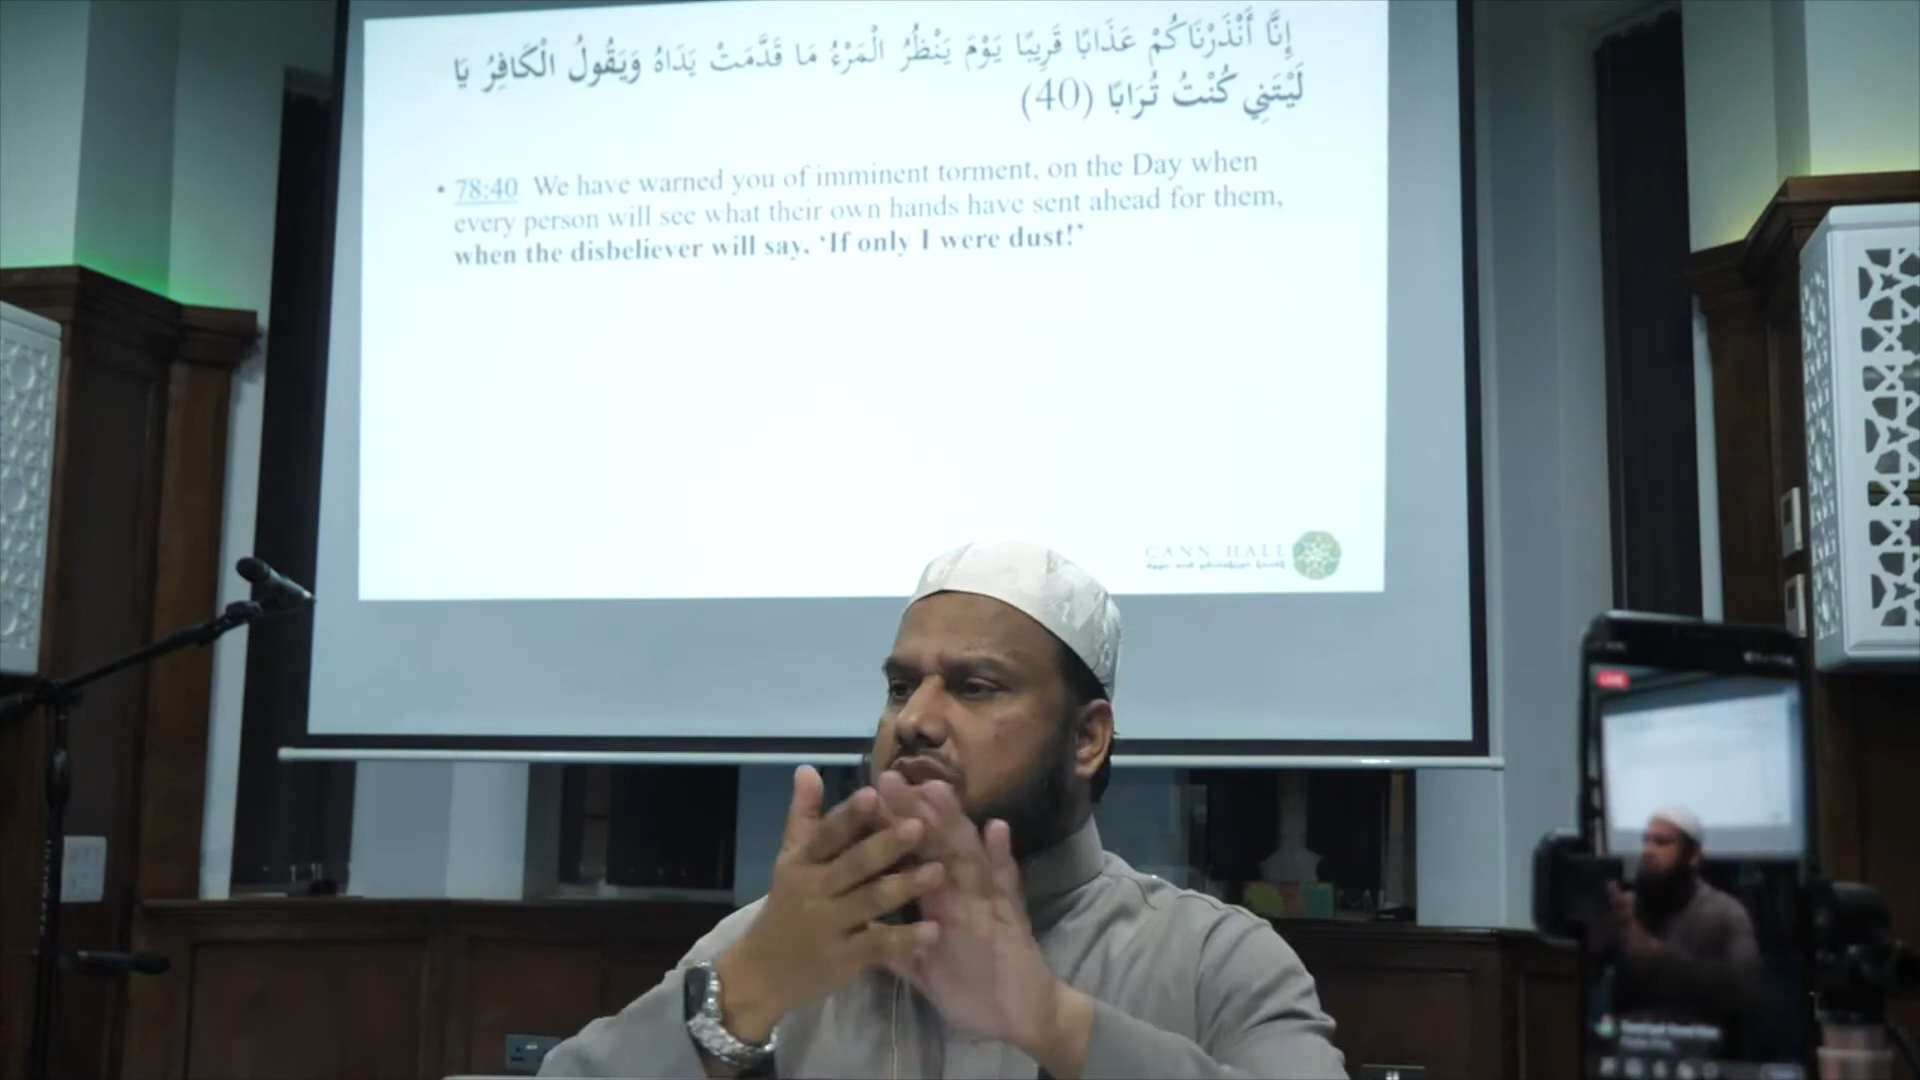 إِنَّا أَنْذَرْنَاكُمْ عَذَابًا قَرِيبًا يَوْمَ يَنْظُرُ الْمَرْءُ مَا قَدَّمَتْ يَدَاهُ وَيَقُولُ الْكَافِرُ يَا
لَيْتَنِي كُنْتُ تُرَابًا (40)
• 78:40 We have warned you of imminent torment, on the Day when
every person will see what their own hands have sent ahead for them,
when the disbeliever will say, ‘If only I were dust!’
CANN HALL
LIVE